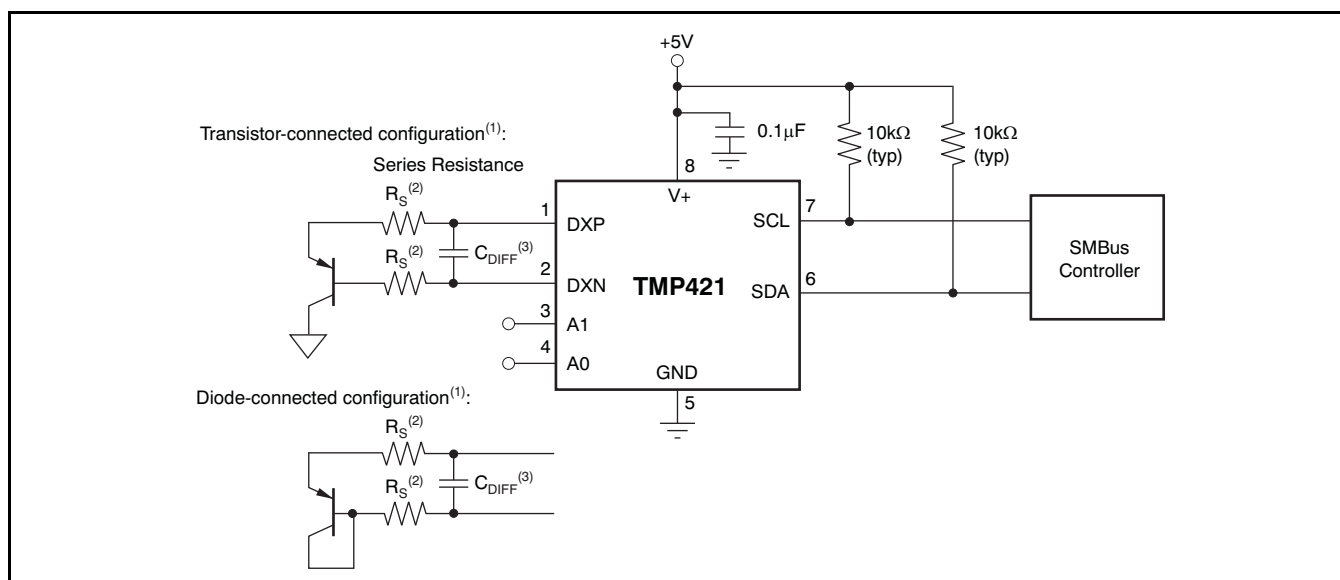 +5V
Transistor-connected configuration(1):
0.1μF
10kΩ
(typ)
10kΩ
(typ)
Series Resistance
8
RS(2)
V+
1
DXP
SCL
7
CDIFF(3)
RS(2)
2
DXN
TMP421
SDA
6
SMBus
Controller
3
A1
4
A0
GND
5
Diode-connected configuration(1):
RS(2)
CDIFF(3)
RS(2)